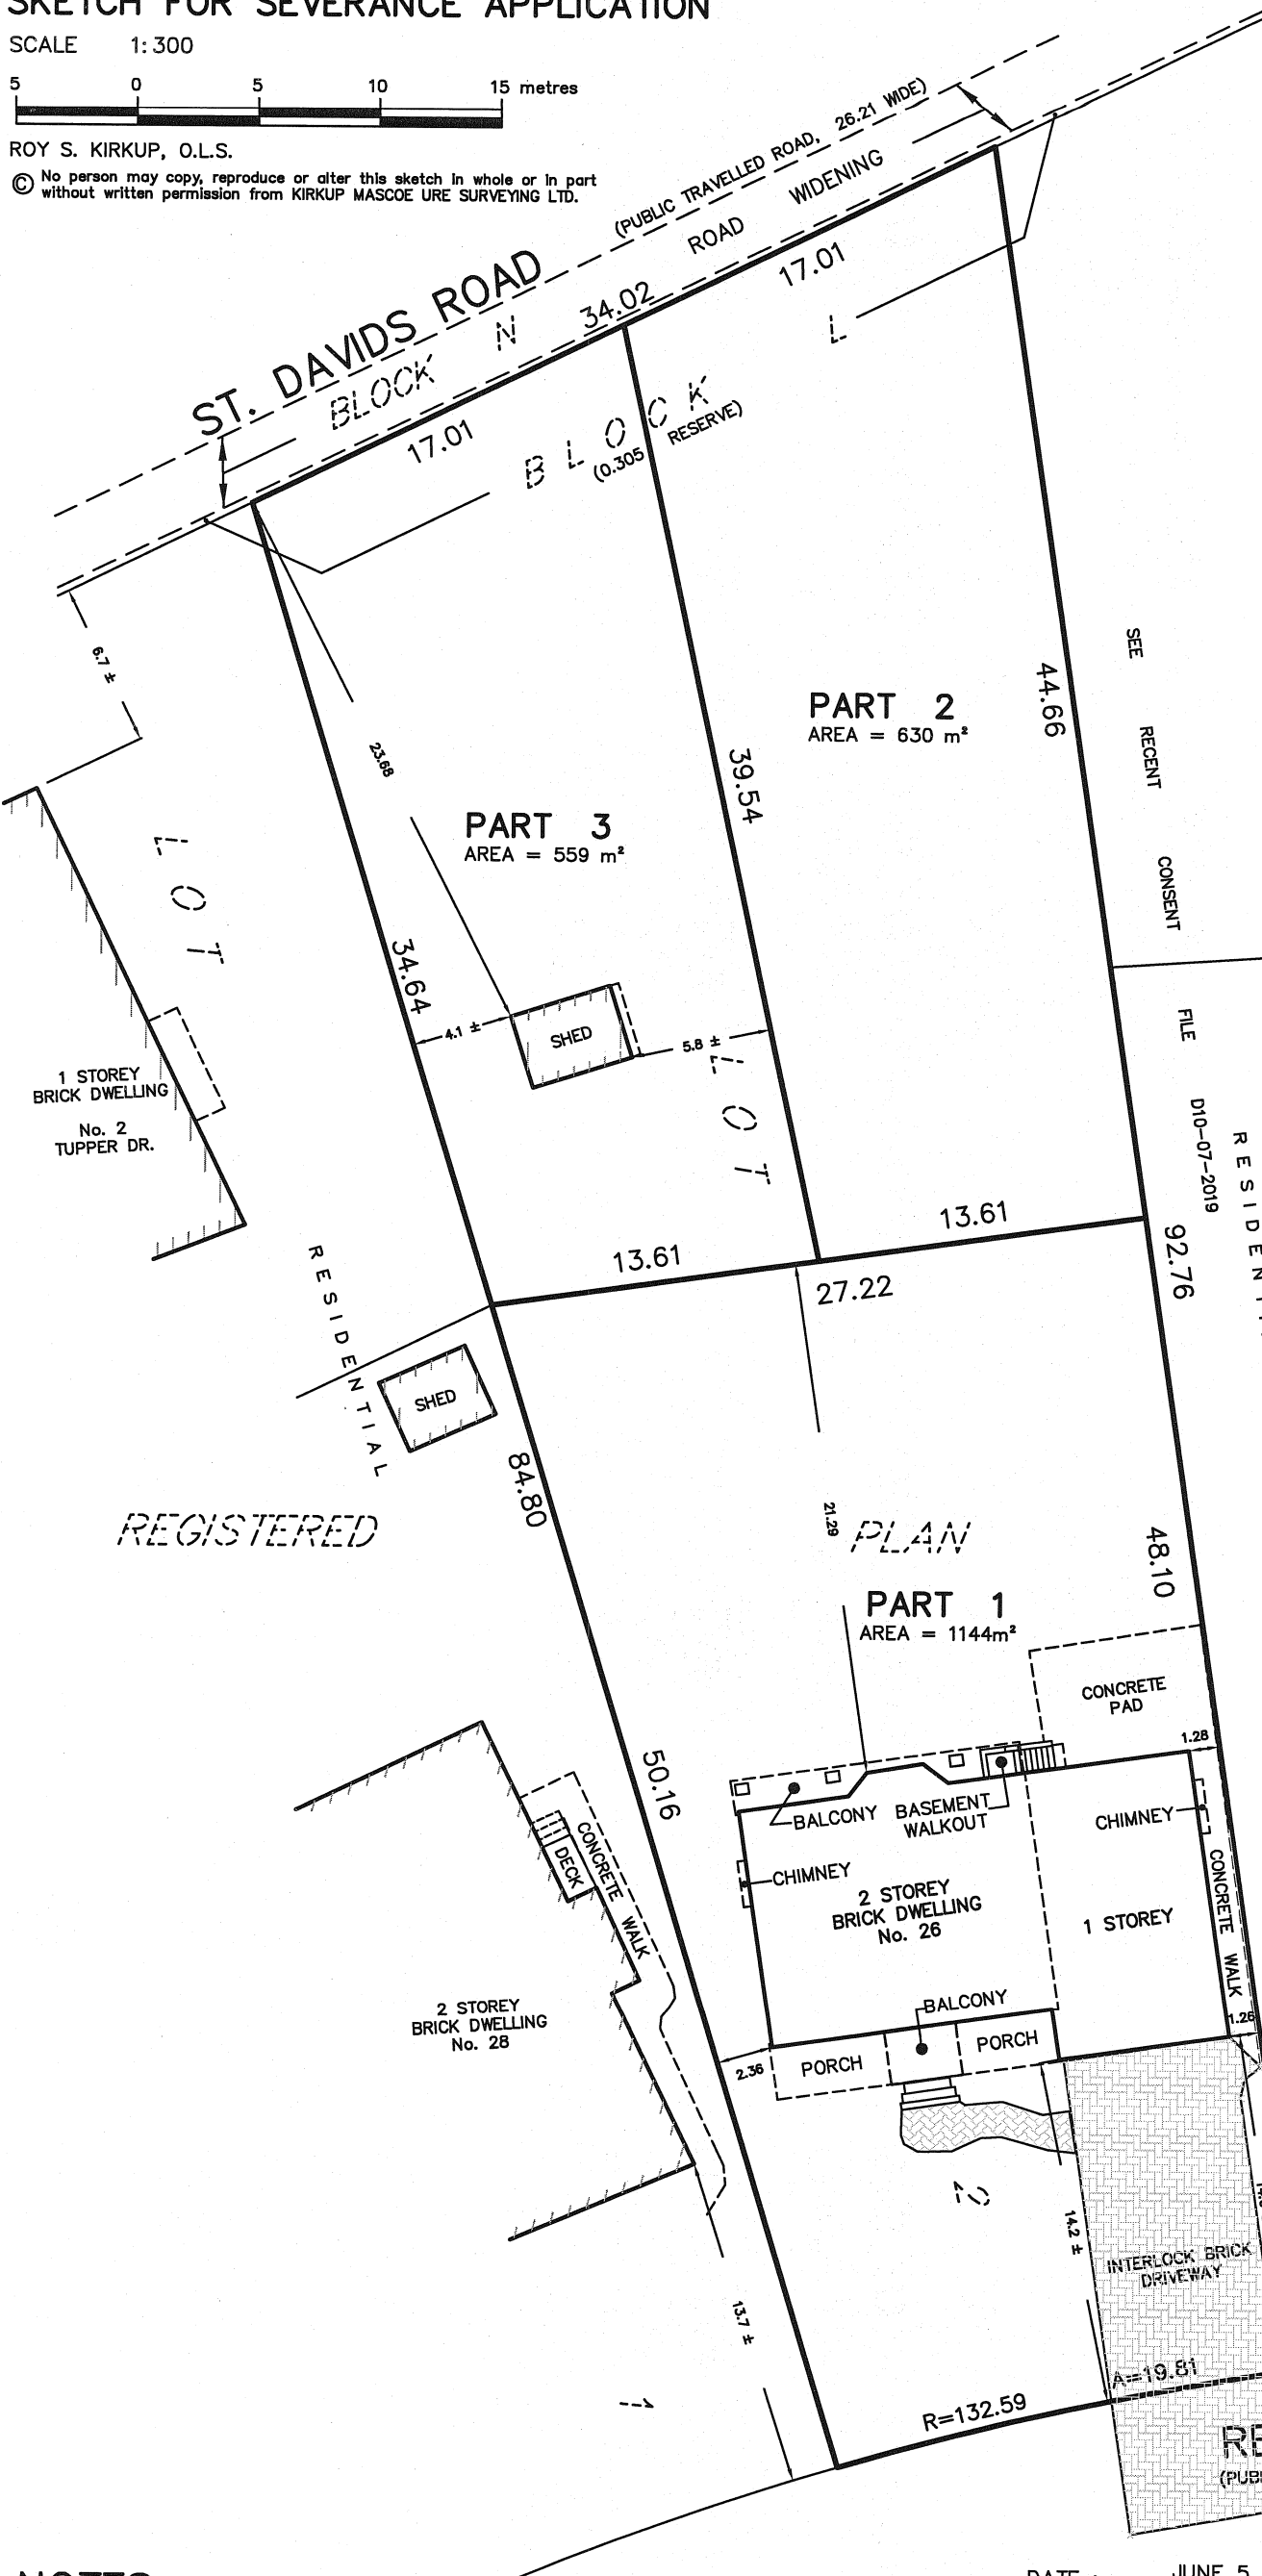 SKETCH FOR SEVERANCE APPLICATION
SCALE 1:300
5 0 5 10 15 metres
ROY S. KIRKUP, O.L.S.
© No person may copy, reproduce or alter this sketch in whole or in part
without written permission from KIRKUP MASCOE URE SURVEYING LTD.
ST. DAVIDS ROAD
(PUBLIC TRAVELLED ROAD, 26.21 WIDE)
BLOCK N
ROAD WIDENING
34.02
17.01
17.01
BLOCK L
(0.305 RESERVE)
6.7 ±
23.68
PART 2
AREA = 630 m²
44.66
39.54
PART 3
AREA = 559 m²
34.64
4.1 ±
SHED
5.8 ±
LOT
LOT
SEE RECENT CONSENT FILE D10-07-2019
1 STOREY
BRICK DWELLING
No. 2
TUPPER DR.
RESIDENTIAL
13.61
13.61
27.22
92.76
SHED
84.80
REGISTERED PLAN
21.29
48.10
PART 1
AREA = 1144m²
CONCRETE
PAD
1.28
50.16
BALCONY
BASEMENT
WALKOUT
CHIMNEY
CHIMNEY
2 STOREY
BRICK DWELLING
No. 26
1 STOREY
CONCRETE WALK
DECK
CONCRETE WALK
2 STOREY
BRICK DWELLING
No. 28
BALCONY
PORCH
PORCH
1.26
2.36
2
14.2 ±
INTERLOCK BRICK
DRIVEWAY
13.7 ±
1
A=19.81
R=132.59
JUNE 5